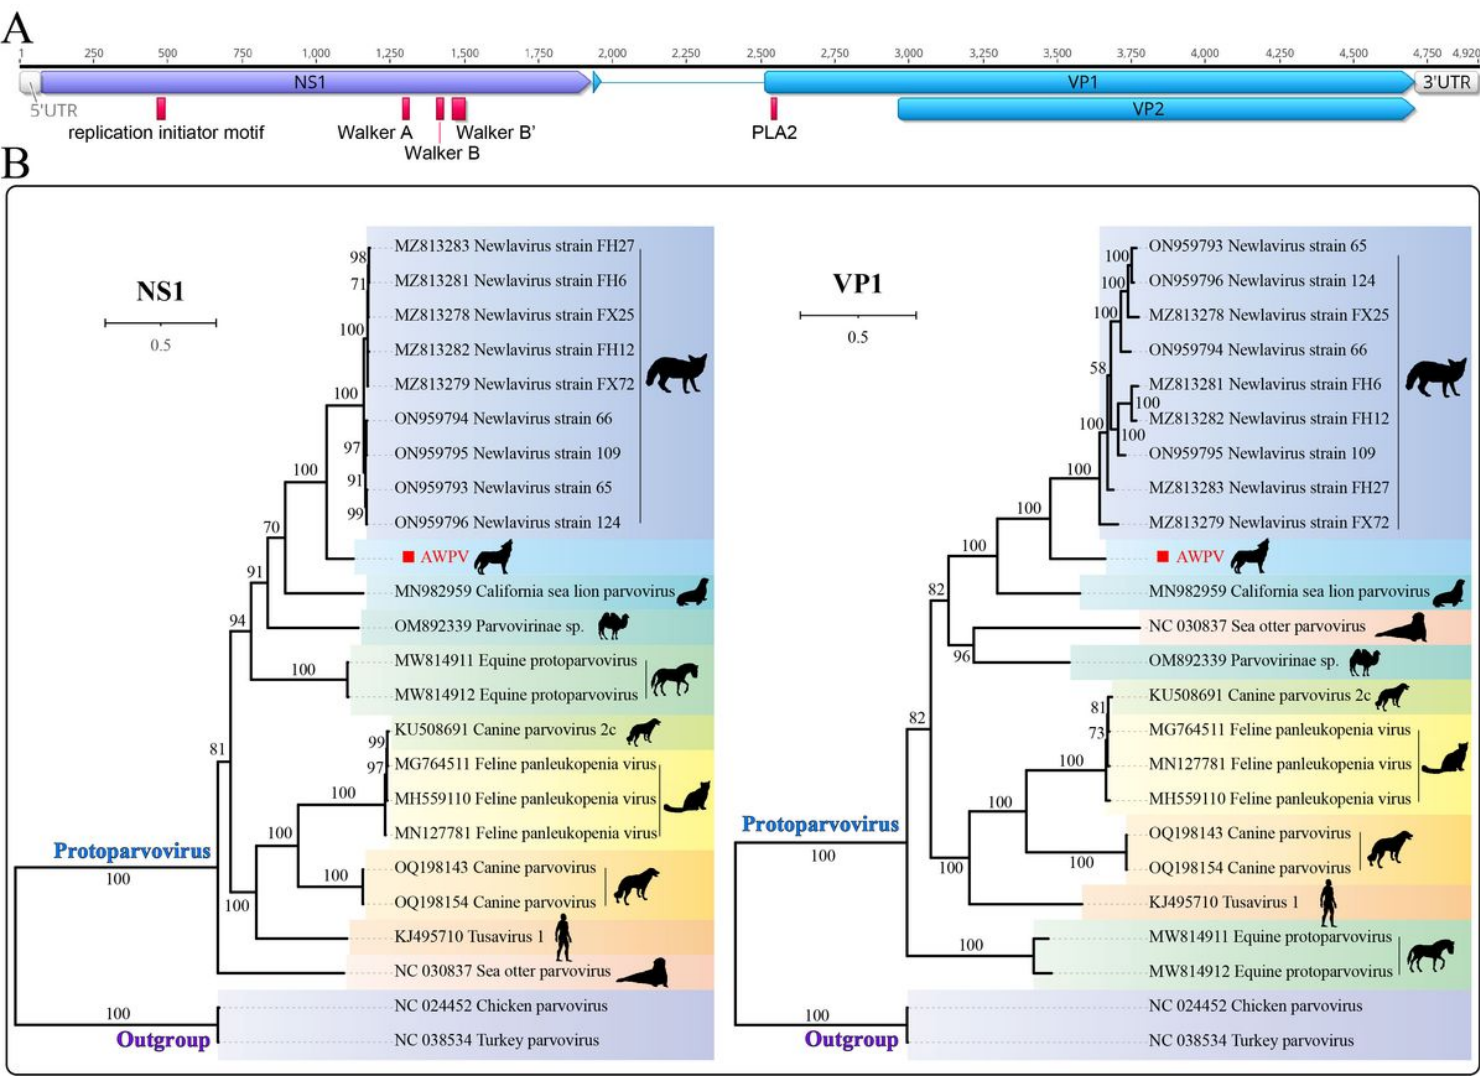 A
1 250 500 750 1,000 1,250 1,500 1,750 2,000 2,250 2,500 2,750 3,000 3,250 3,500 3,750 4,000 4,250 4,500 4,750 4,920
NS1 VP1 3'UTR
5'UTR VP2
replication initiator motif Walker A Walker B' PLA2
Walker B
B
NS1
0.5
MZ813283 Newlavirus strain FH27
98
MZ813281 Newlavirus strain FH6
71
MZ813278 Newlavirus strain FX25
100
MZ813282 Newlavirus strain FH12
MZ813279 Newlavirus strain FX72
100
ON959794 Newlavirus strain 66
97
ON959795 Newlavirus strain 109
100
91
ON959793 Newlavirus strain 65
99
ON959796 Newlavirus strain 124
70
AWPV
91
MN982959 California sea lion parvovirus
94
OM892339 Parvovirinae sp.
MW814911 Equine protoparvovirus
100
MW814912 Equine protoparvovirus
KU508691 Canine parvovirus 2c
99
81
MG764511 Feline panleukopenia virus
97
100
MH559110 Feline panleukopenia virus
MN127781 Feline panleukopenia virus
100
Protoparvovirus
100
OQ198143 Canine parvovirus
100
OQ198154 Canine parvovirus
100
KJ495710 Tusavirus 1
NC 030837 Sea otter parvovirus
NC 024452 Chicken parvovirus
100
Outgroup
NC 038534 Turkey parvovirus
VP1
0.5
ON959793 Newlavirus strain 65
100
ON959796 Newlavirus strain 124
100
MZ813278 Newlavirus strain FX25
100
ON959794 Newlavirus strain 66
58
MZ813281 Newlavirus strain FH6
100
MZ813282 Newlavirus strain FH12
100
100
ON959795 Newlavirus strain 109
100
MZ813283 Newlavirus strain FH27
100
MZ813279 Newlavirus strain FX72
100
AWPV
82
MN982959 California sea lion parvovirus
NC 030837 Sea otter parvovirus
96
OM892339 Parvovirinae sp.
KU508691 Canine parvovirus 2c
81
82
MG764511 Feline panleukopenia virus
73
100
MN127781 Feline panleukopenia virus
MH559110 Feline panleukopenia virus
100
Protoparvovirus
100
OQ198143 Canine parvovirus
100
OQ198154 Canine parvovirus
100
KJ495710 Tusavirus 1
MW814911 Equine protoparvovirus
100
MW814912 Equine protoparvovirus
NC 024452 Chicken parvovirus
100
Outgroup
NC 038534 Turkey parvovirus